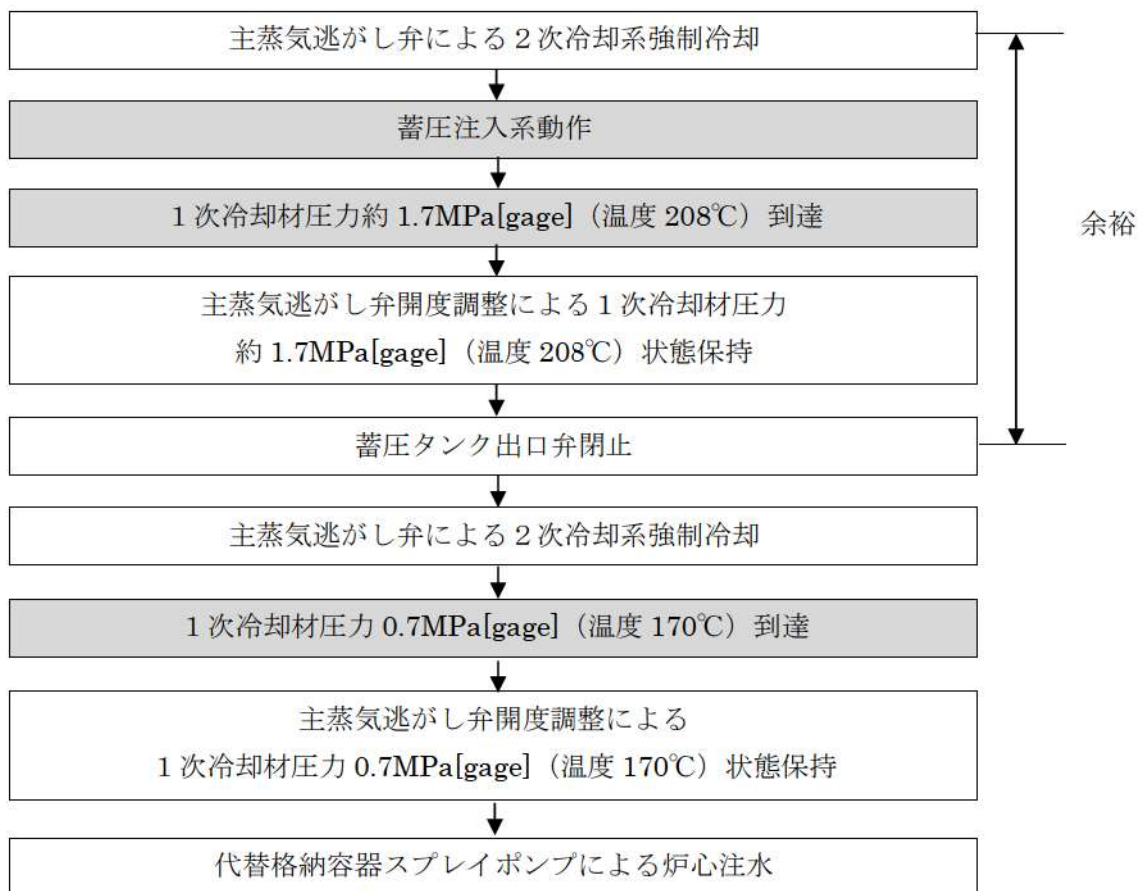 主蒸気逃がし弁による２次冷却系強制冷却
蓄圧注入系動作
１次冷却材圧力約 1.7MPa[gage]（温度 208℃）到達
余裕
主蒸気逃がし弁開度調整による１次冷却材圧力
約 1.7MPa[gage]（温度 208℃）状態保持
蓄圧タンク出口弁閉止
主蒸気逃がし弁による２次冷却系強制冷却
１次冷却材圧力 0.7MPa[gage]（温度 170℃）到達
主蒸気逃がし弁開度調整による
１次冷却材圧力 0.7MPa[gage]（温度 170℃）状態保持
代替格納容器スプレイポンプによる炉心注水